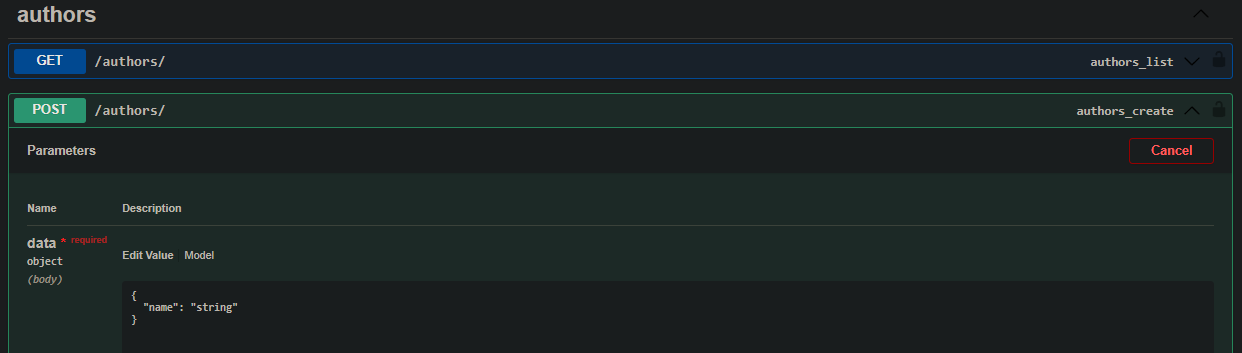 authors
GET /authors/ authors_list
POST /authors/ authors_create
Parameters Cancel
Name Description
data * required
object
(body)
Edit Value Model
{
"name": "string"
}